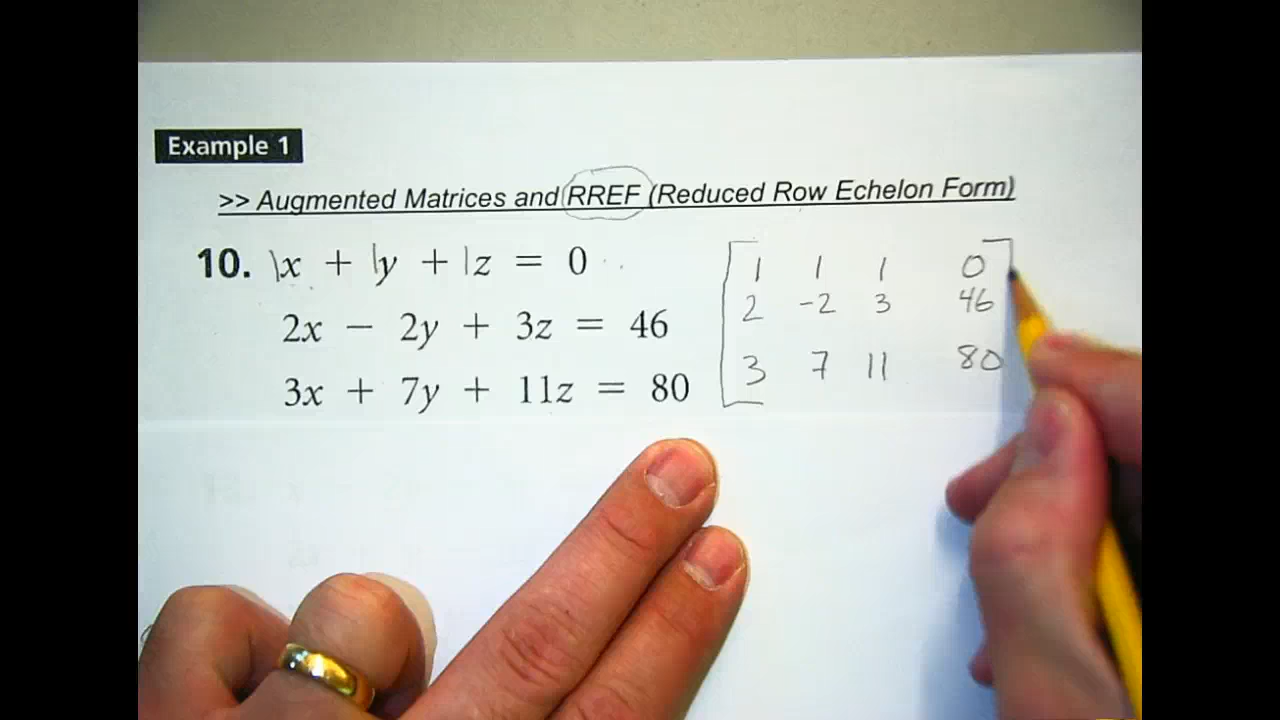 Example 1
>> Augmented Matrices and RREF (Reduced Row Echelon Form)
10. 1x + 1y + 1z = 0
2x − 2y + 3z = 46
3x + 7y + 11z = 80
1 1 1 0
2 -2 3 46
3 7 11 80